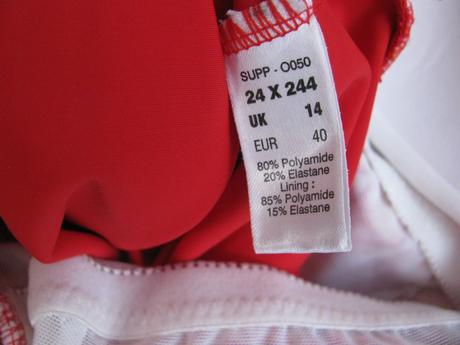 SUPP - O050
24 X 244
UK 14
EUR 40
80% Polyamide
20% Elastane
Lining :
85% Polyamide
15% Elastane